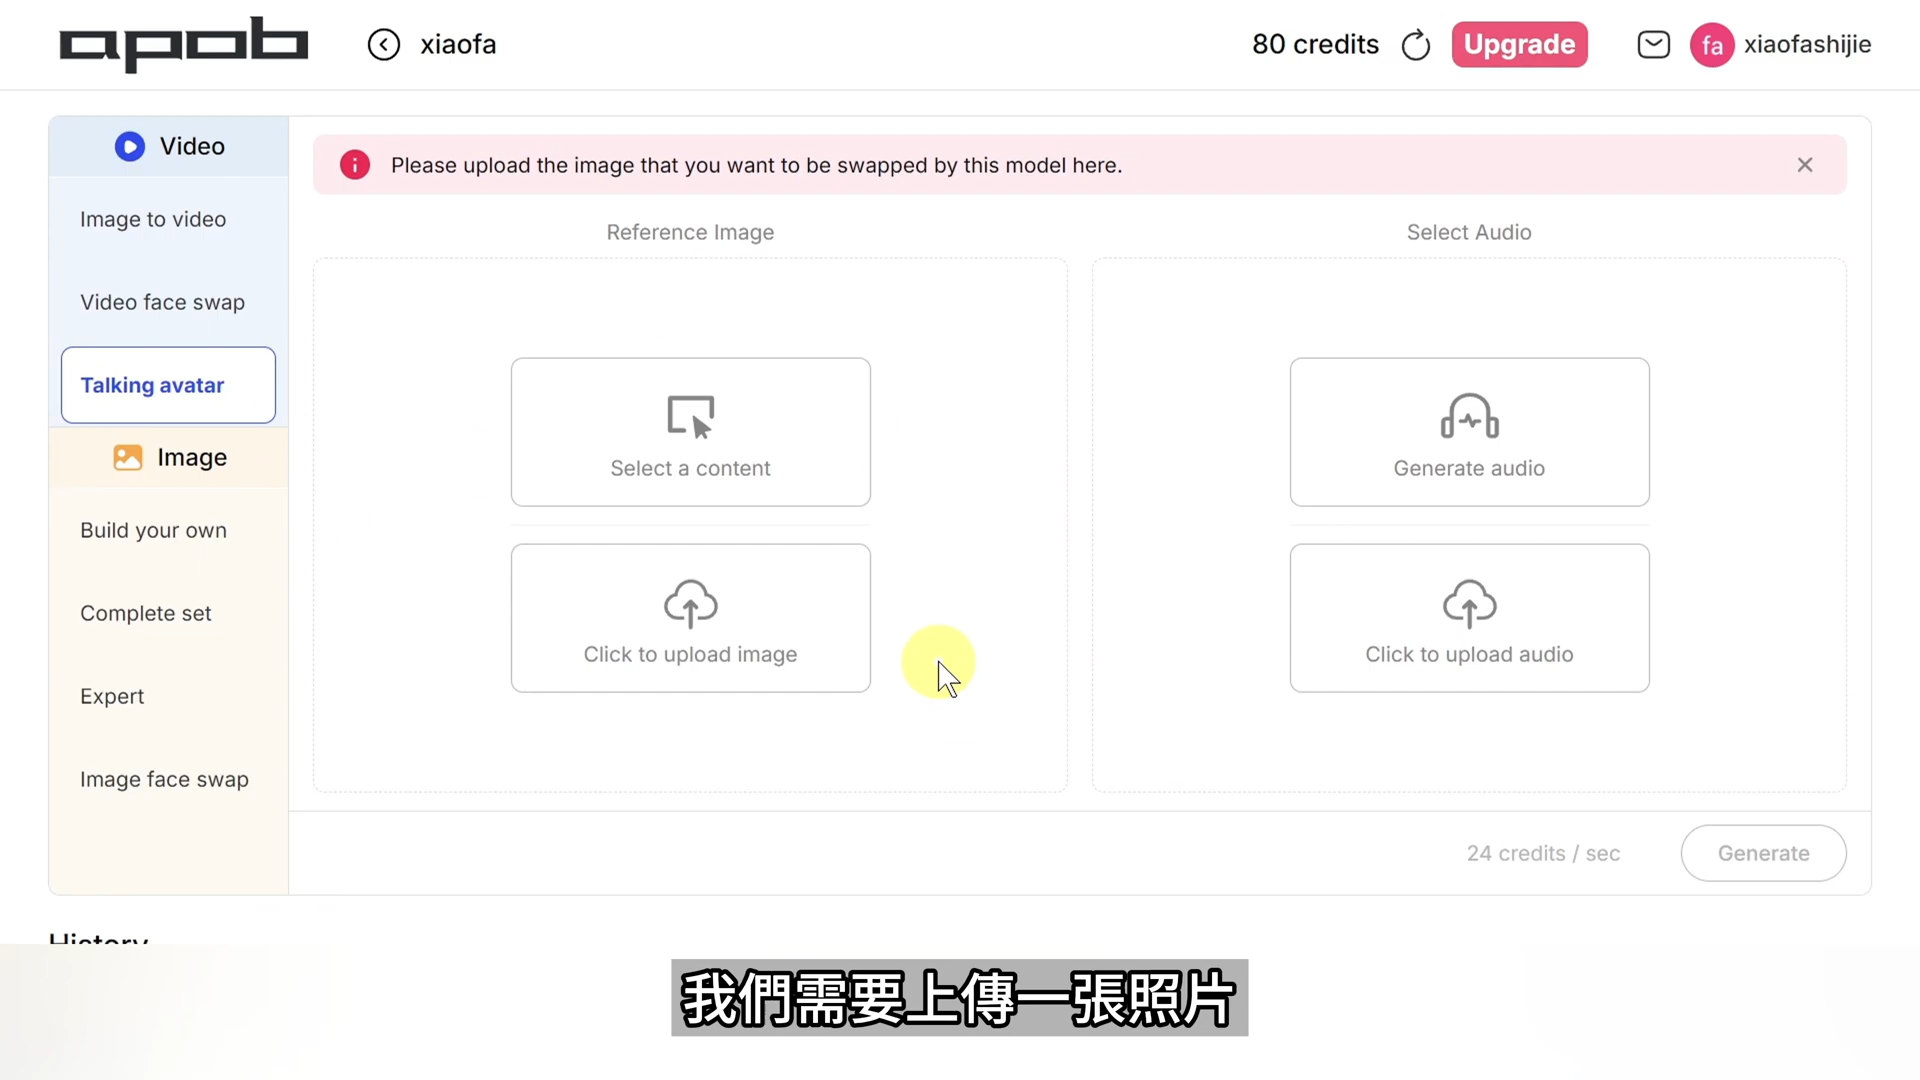 apob
xiaofa
80 credits
Upgrade
fa
xiaofashijie
Video
Image to video
Video face swap
Talking avatar
Image
Build your own
Complete set
Expert
Image face swap
Please upload the image that you want to be swapped by this model here.
Reference Image
Select a content
Click to upload image
Select Audio
Generate audio
Click to upload audio
24 credits / sec
Generate
History
我們需要上傳一張照片